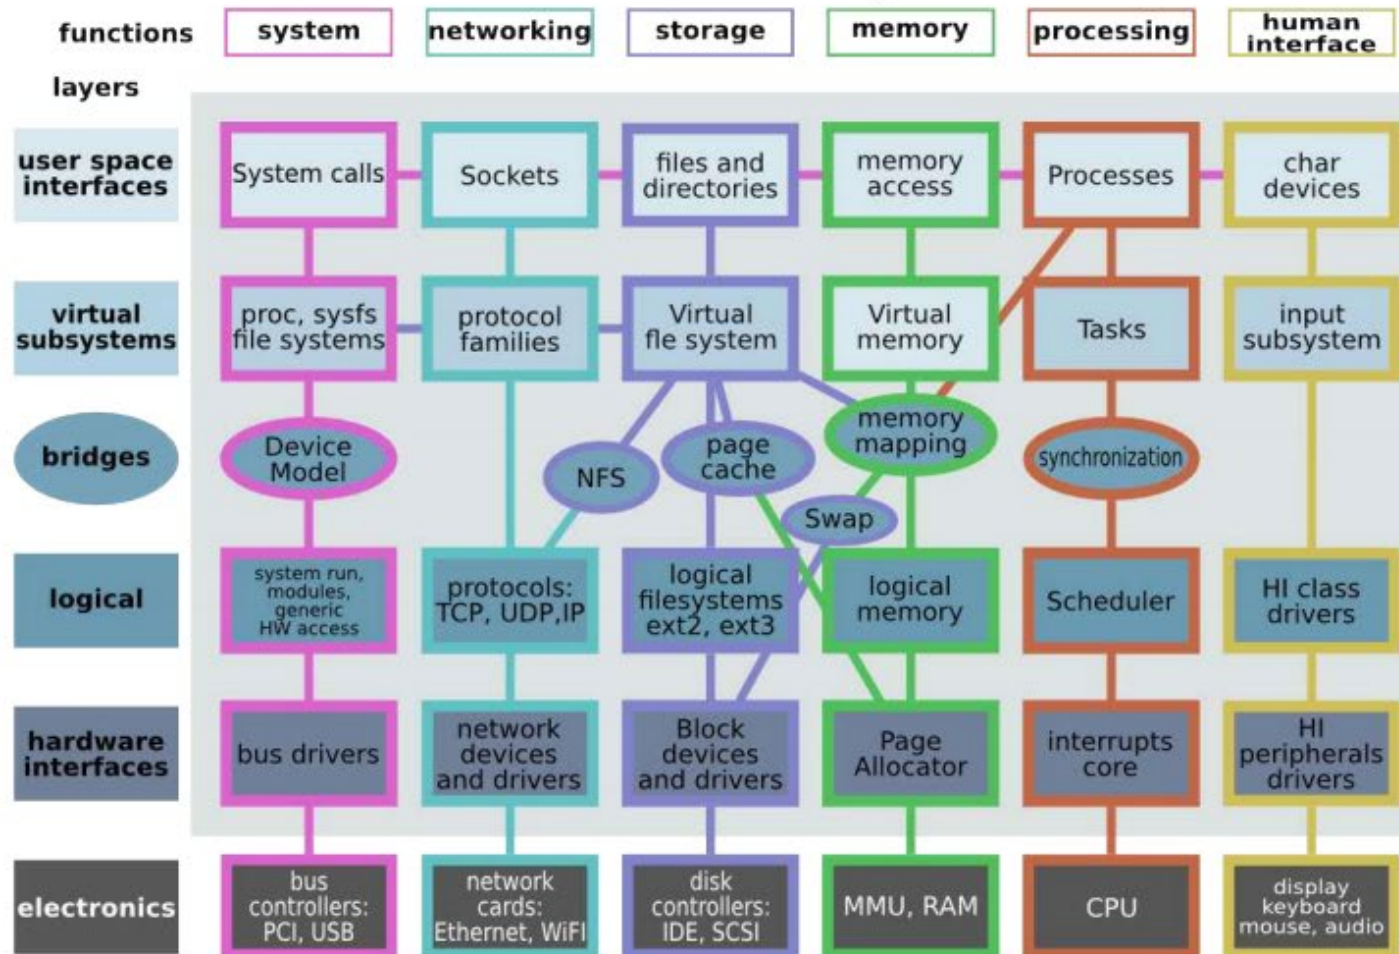 functions
system
networking
storage
memory
processing
human
interface
layers
user space
interfaces
System calls
Sockets
files and
directories
memory
access
Processes
char
devices
virtual
subsystems
proc, sysfs
file systems
protocol
families
Virtual
fle system
Virtual
memory
Tasks
input
subsystem
bridges
Device
Model
NFS
page
cache
memory
mapping
synchronization
Swap
logical
system run,
modules,
generic
HW access
protocols:
TCP, UDP,IP
logical
filesystems
ext2, ext3
logical
memory
Scheduler
HI class
drivers
hardware
interfaces
bus drivers
network
devices
and drivers
Block
devices
and drivers
Page
Allocator
interrupts
core
HI
peripherals
drivers
electronics
bus
controllers:
PCI, USB
network
cards:
Ethernet, WiFI
disk
controllers:
IDE, SCSI
MMU, RAM
CPU
display
keyboard
mouse, audio